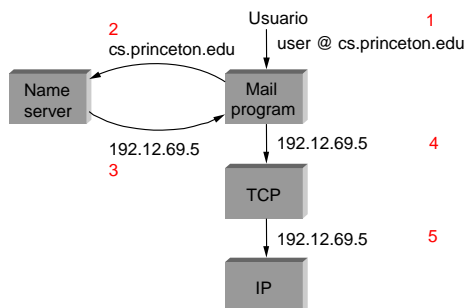 Usuario 1
2
user @ cs.princeton.edu
cs.princeton.edu
Name
server
Mail
program
192.12.69.5
3
192.12.69.5 4
TCP
192.12.69.5 5
IP